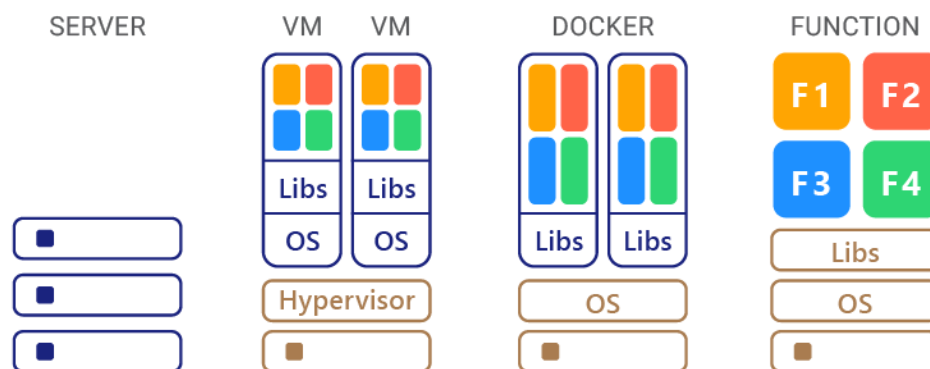 SERVER
VM VM
DOCKER
FUNCTION
Libs Libs
OS OS
Hypervisor
Libs Libs
OS
F1 F2
F3 F4
Libs
OS